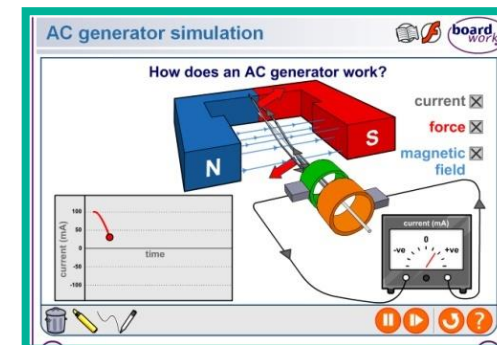 AC generator simulation
board
work
How does an AC generator work?
current
force
magnetic
field
N
S
current (mA)
100
50
0
-50
-100
time
current (mA)
-ve
0
+ve
?